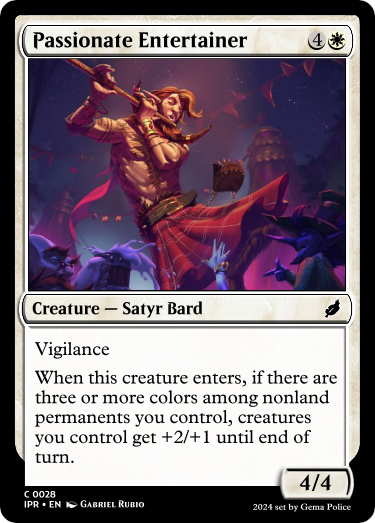 Passionate Entertainer 4
Creature — Satyr Bard
Vigilance
When this creature enters, if there are
three or more colors among nonland
permanents you control, creatures
you control get +2/+1 until end of
turn.
4/4
C 0028
IPR • EN Gabriel Rubio
2024 set by Gema Police